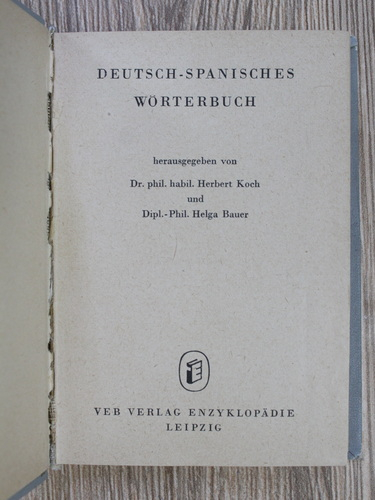 DEUTSCH-SPANISCHES
WÖRTERBUCH
herausgegeben von
Dr. phil. habil. Herbert Koch
und
Dipl.-Phil. Helga Bauer
VEB VERLAG ENZYKLOPÄDIE
LEIPZIG